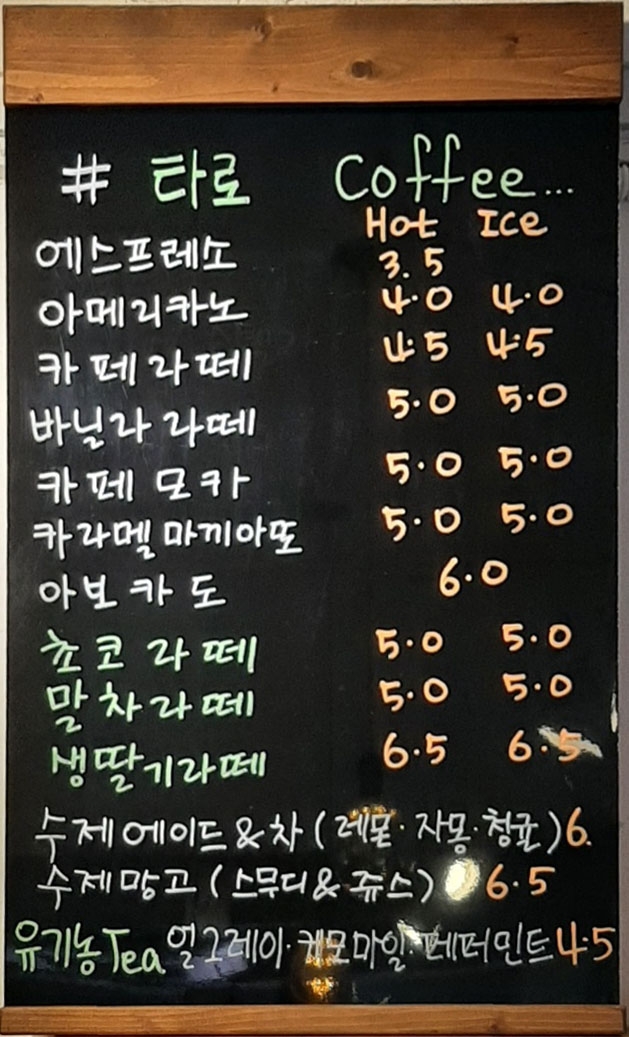 # 타로 Coffee...
Hot Ice
에스프레소 3.5
아메리카노 4.0 4.0
카페라떼 4.5 4.5
바닐라 라떼 5.0 5.0
카페 모카 5.0 5.0
카라멜마끼아또 5.0 5.0
아보카도 6.0
쵸코라떼 5.0 5.0
말차라떼 5.0 5.0
생딸기라떼 6.5 6.5
수제에이드&차(레몬·자몽·청귤)6.
수제망고(스무디&쥬스) 6.5
유기농Tea 얼그레이·캐모마일·페퍼민트 4.5